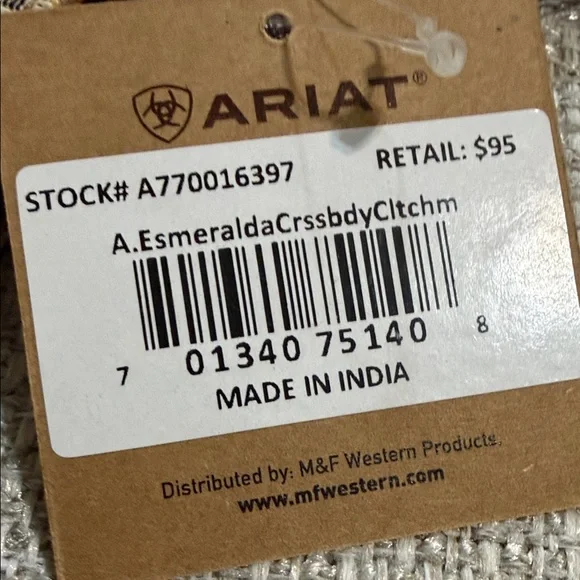 ARIAT®
STOCK# A770016397
RETAIL: $95
A.EsmeraldaCrssbdyCltchm
7 01340 75140 8
MADE IN INDIA
Distributed by: M&F Western Products,
www.mfwestern.com